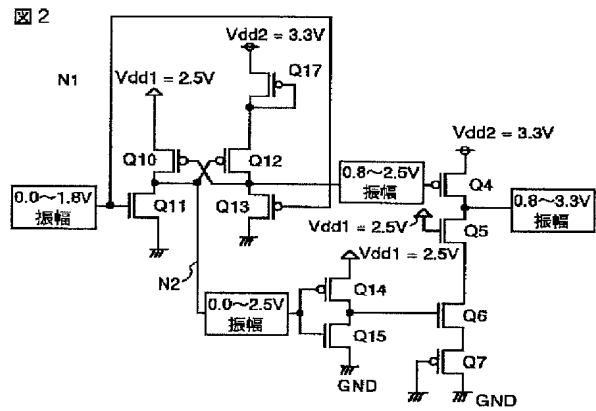 図2
Vdd2 = 3.3V
N1
Vdd1 = 2.5V
Q17
Q10
Q12
Vdd2 = 3.3V
0.0～1.8V
振幅
Q11
Q13
0.8～2.5V
振幅
Q4
0.8～3.3V
振幅
Vdd1 = 2.5V
Q5
Vdd1 = 2.5V
N2
0.0～2.5V
振幅
Q14
Q15
Q6
Q7
GND
GND